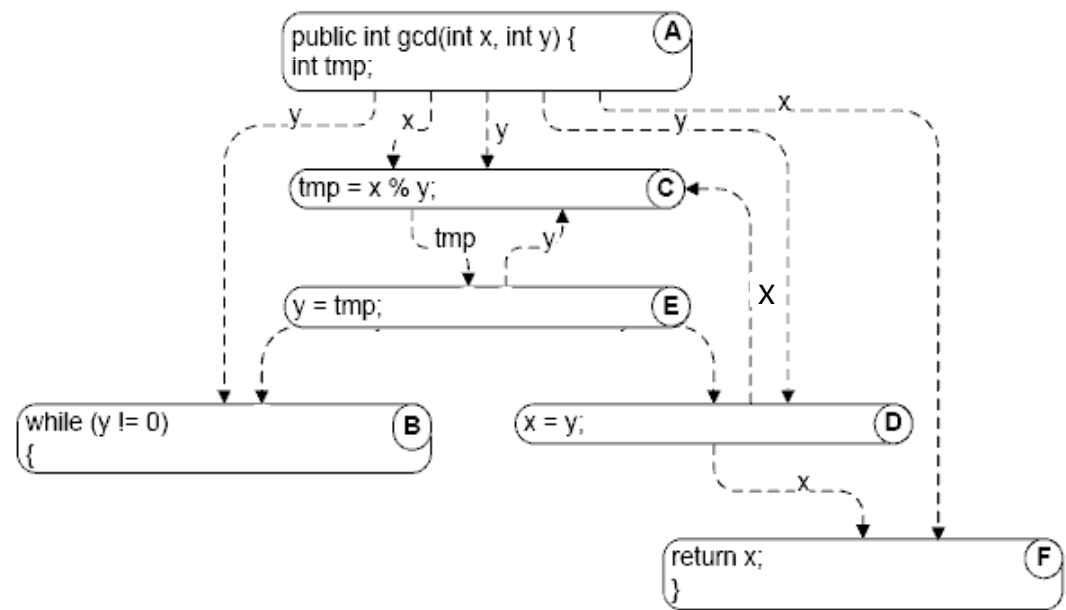 public int gcd(int x, int y) {
int tmp;
A
y
x
y
y
x
tmp = x % y;
C
tmp
y
x
y = tmp;
E
while (y != 0)
{
B
x = y;
D
x
return x;
}
F